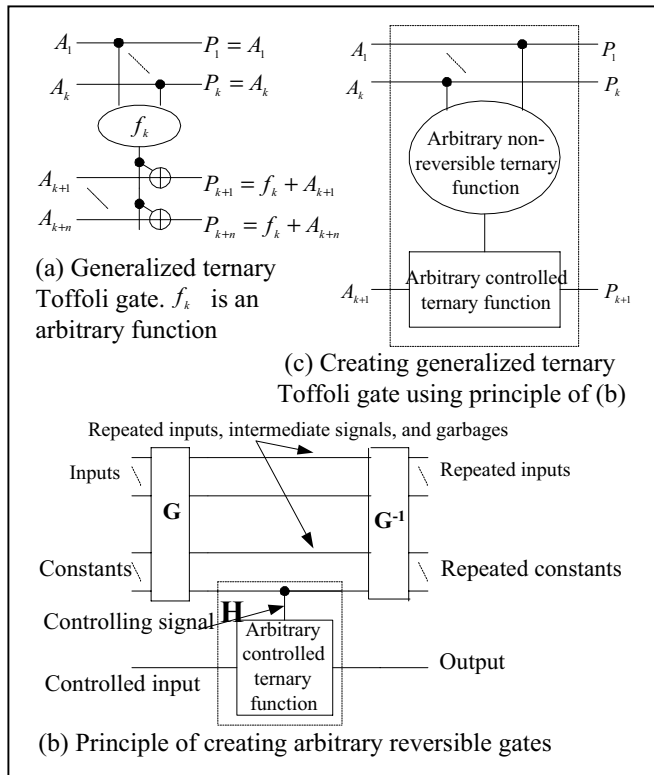 A₁
P₁ = A₁
Aₖ
Pₖ = Aₖ
fₖ
Aₖ₊₁
Pₖ₊₁ = fₖ + Aₖ₊₁
Aₖ₊ₙ
Pₖ₊ₙ = fₖ + Aₖ₊ₙ
(a) Generalized ternary
Toffoli gate. fₖ is an
arbitrary function
A₁
P₁
Aₖ
Pₖ
Arbitrary non-
reversible ternary
function
Arbitrary controlled
ternary function
Aₖ₊₁
Pₖ₊₁
(c) Creating generalized ternary
Toffoli gate using principle of (b)
Repeated inputs, intermediate signals, and garbages
Inputs
G
G⁻¹
Repeated inputs
Constants
Repeated constants
Controlling signal
H
Arbitrary
controlled
ternary
function
Controlled input
Output
(b) Principle of creating arbitrary reversible gates